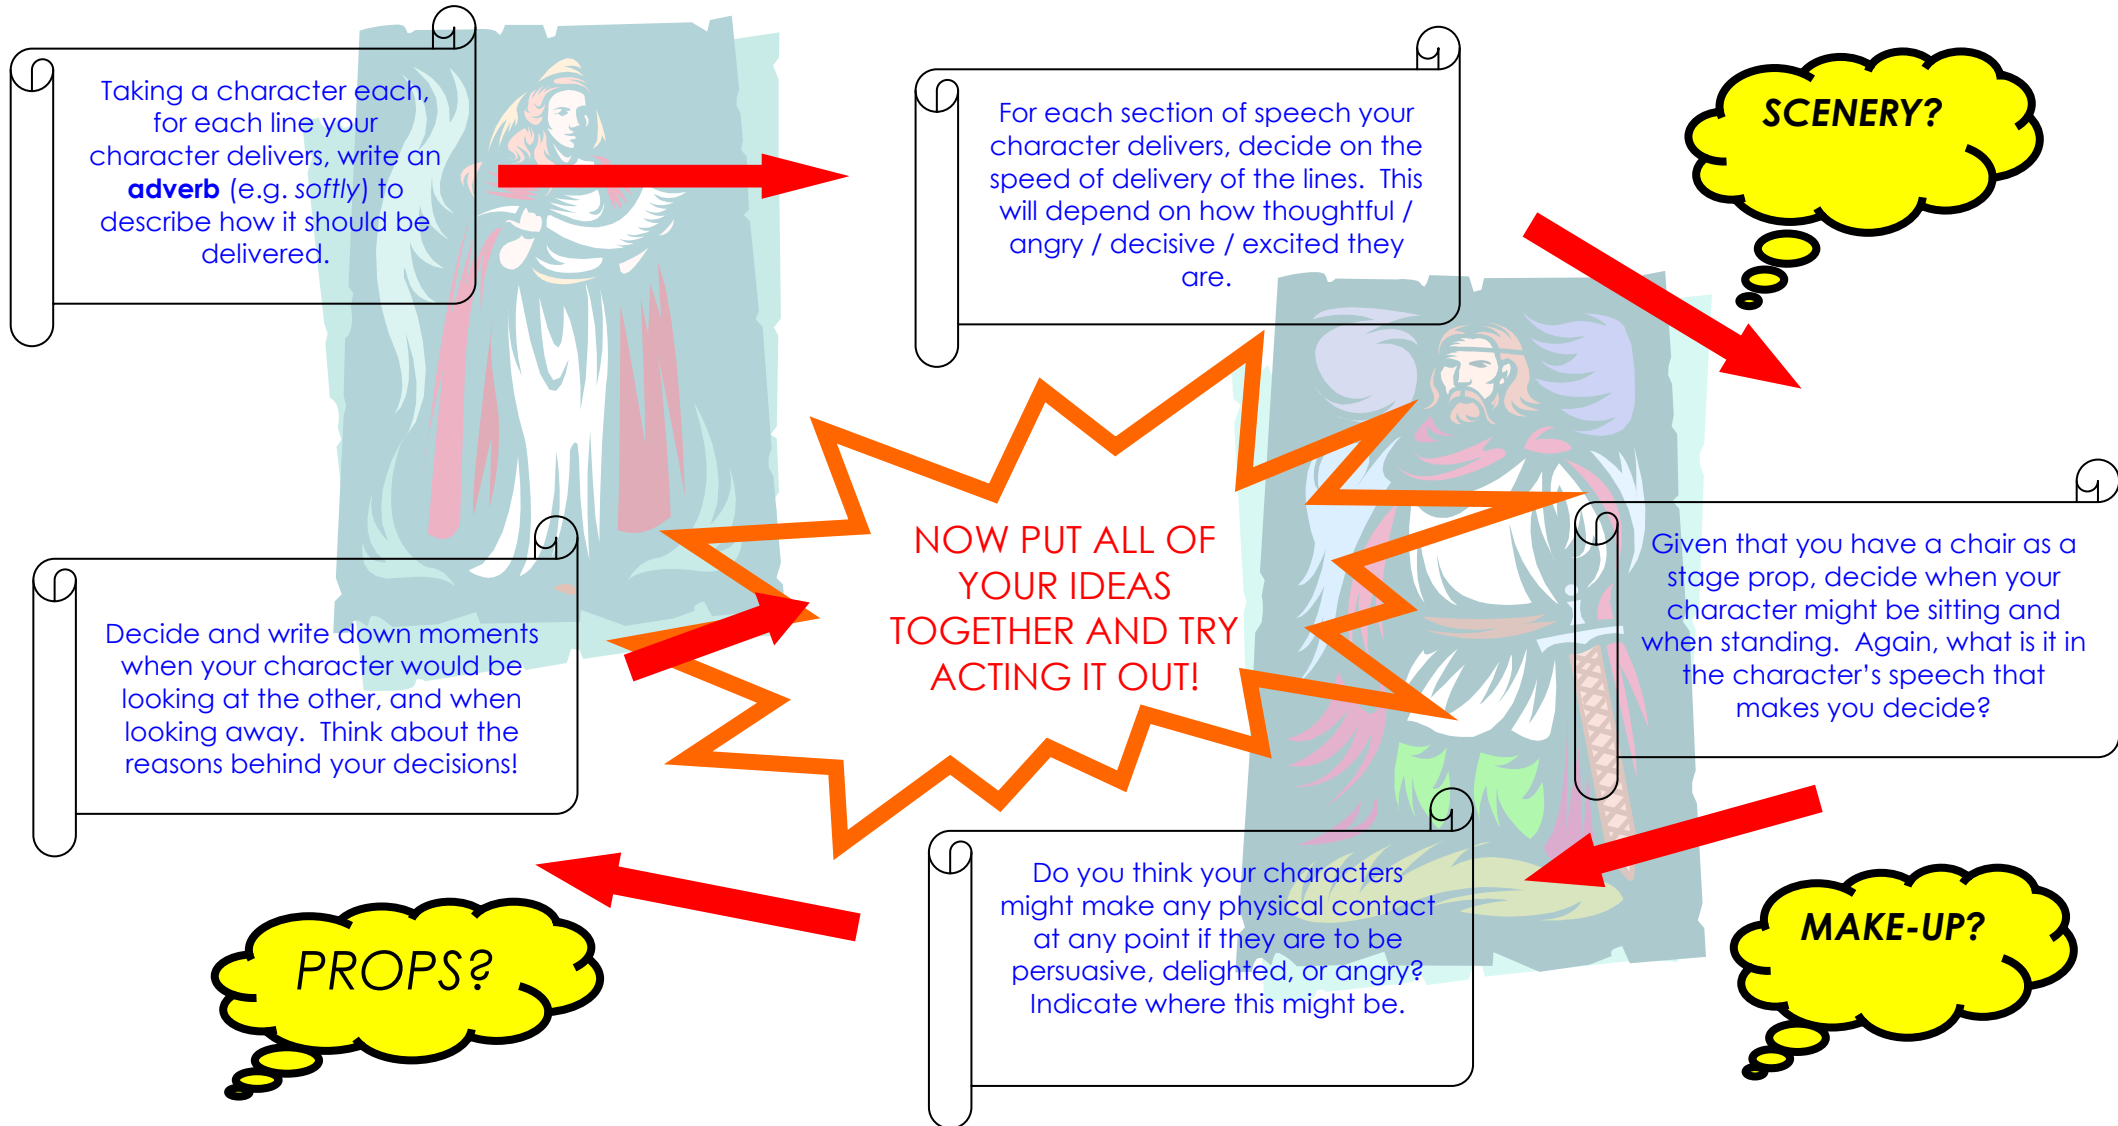 Taking a character each,
for each line your
character delivers, write an
adverb (e.g. softly) to
describe how it should be
delivered.
For each section of speech your
character delivers, decide on the
speed of delivery of the lines.  This
will depend on how thoughtful /
angry / decisive / excited they
are.
SCENERY?
Given that you have a chair as a
stage prop, decide when your
character might be sitting and
when standing.  Again, what is it in
the character’s speech that
makes you decide?
MAKE-UP?
Do you think your characters
might make any physical contact
at any point if they are to be
persuasive, delighted, or angry?
Indicate where this might be.
PROPS?
Decide and write down moments
when your character would be
looking at the other, and when
looking away.  Think about the
reasons behind your decisions!
NOW PUT ALL OF
YOUR IDEAS
TOGETHER AND TRY
ACTING IT OUT!